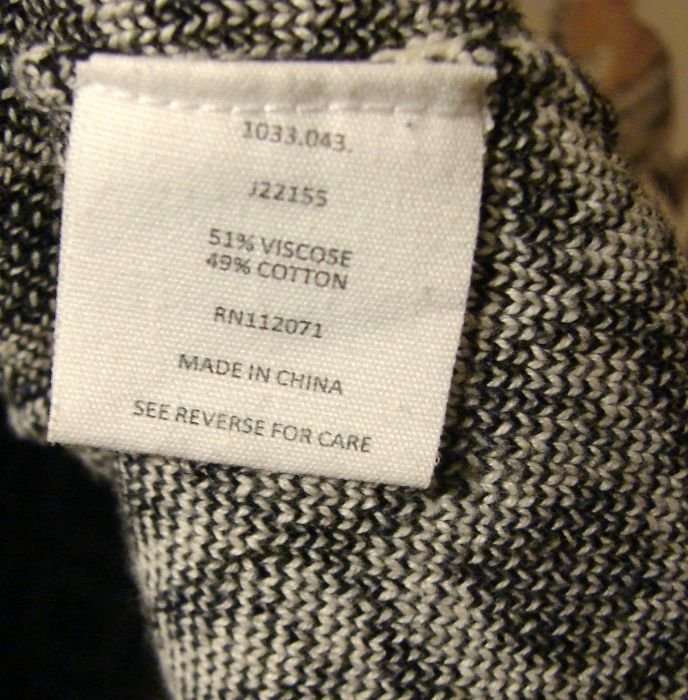 1033.043.
J22155
51% VISCOSE
49% COTTON
RN112071
MADE IN CHINA
SEE REVERSE FOR CARE